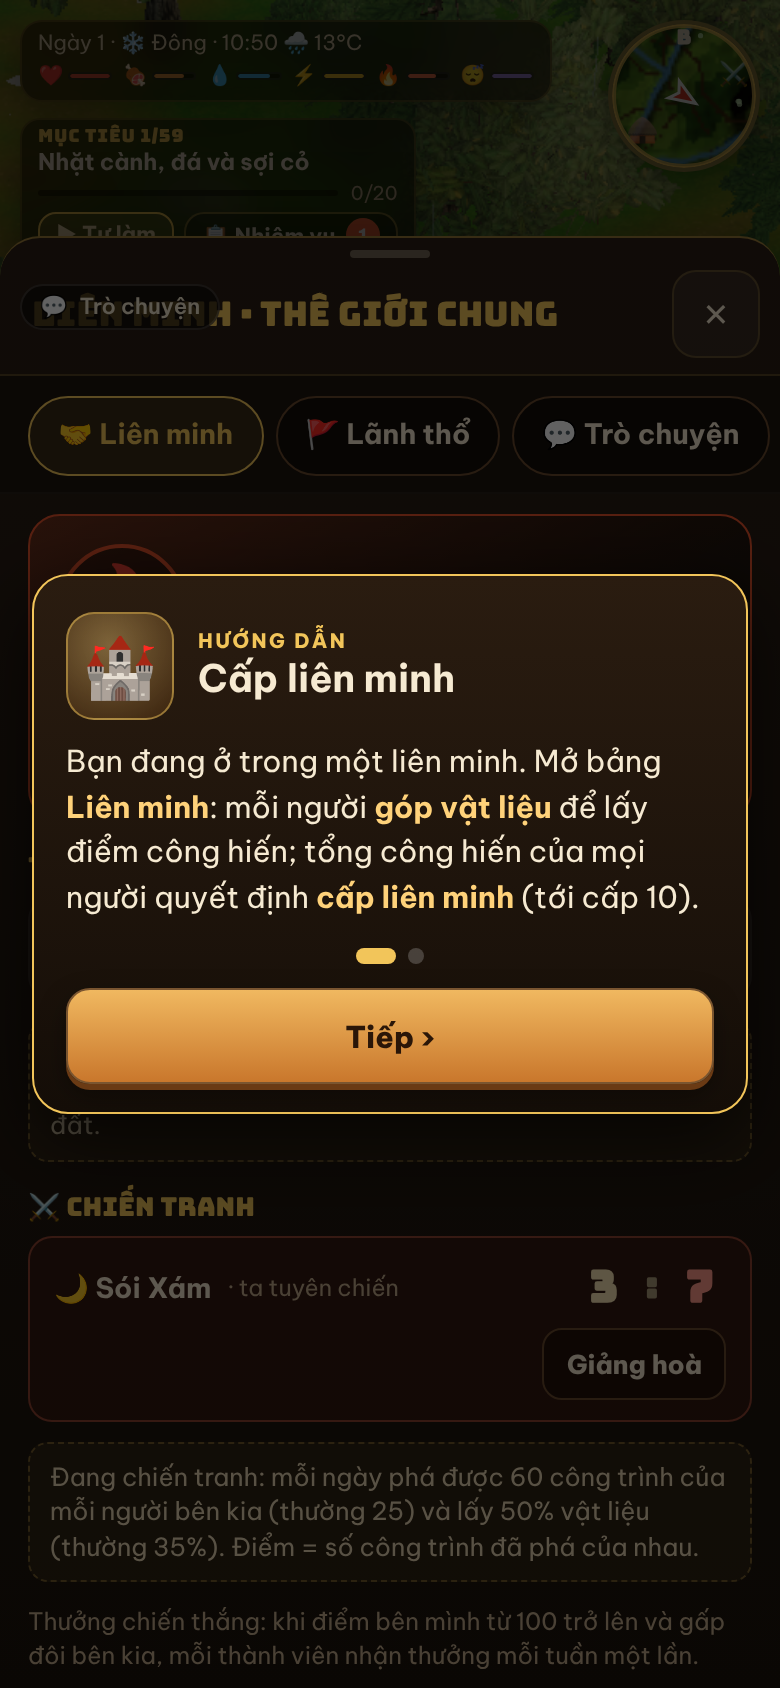 Ngày 1 · ❄️ Đông · 10:50 🌧️ 13°C
MỤC TIÊU 1/59
Nhặt cành, đá và sợi cỏ
0/20
▶ Tự làm
📋 Nhiệm vụ 1
💬 Trò chuyện
LIÊN MINH · THẾ GIỚI CHUNG
×
🤝 Liên minh
🚩 Lãnh thổ
💬 Trò chuyện
HƯỚNG DẪN
Cấp liên minh
Bạn đang ở trong một liên minh. Mở bảng
Liên minh: mỗi người góp vật liệu để lấy
điểm công hiến; tổng công hiến của mọi
người quyết định cấp liên minh (tới cấp 10).
Tiếp ›
đất.
⚔️ CHIẾN TRANH
🌙 Sói Xám · ta tuyên chiến
3 : 7
Giảng hoà
Đang chiến tranh: mỗi ngày phá được 60 công trình của
mỗi người bên kia (thường 25) và lấy 50% vật liệu
(thường 35%). Điểm = số công trình đã phá của nhau.
Thưởng chiến thắng: khi điểm bên mình từ 100 trở lên và gấp
đôi bên kia, mỗi thành viên nhận thưởng mỗi tuần một lần.